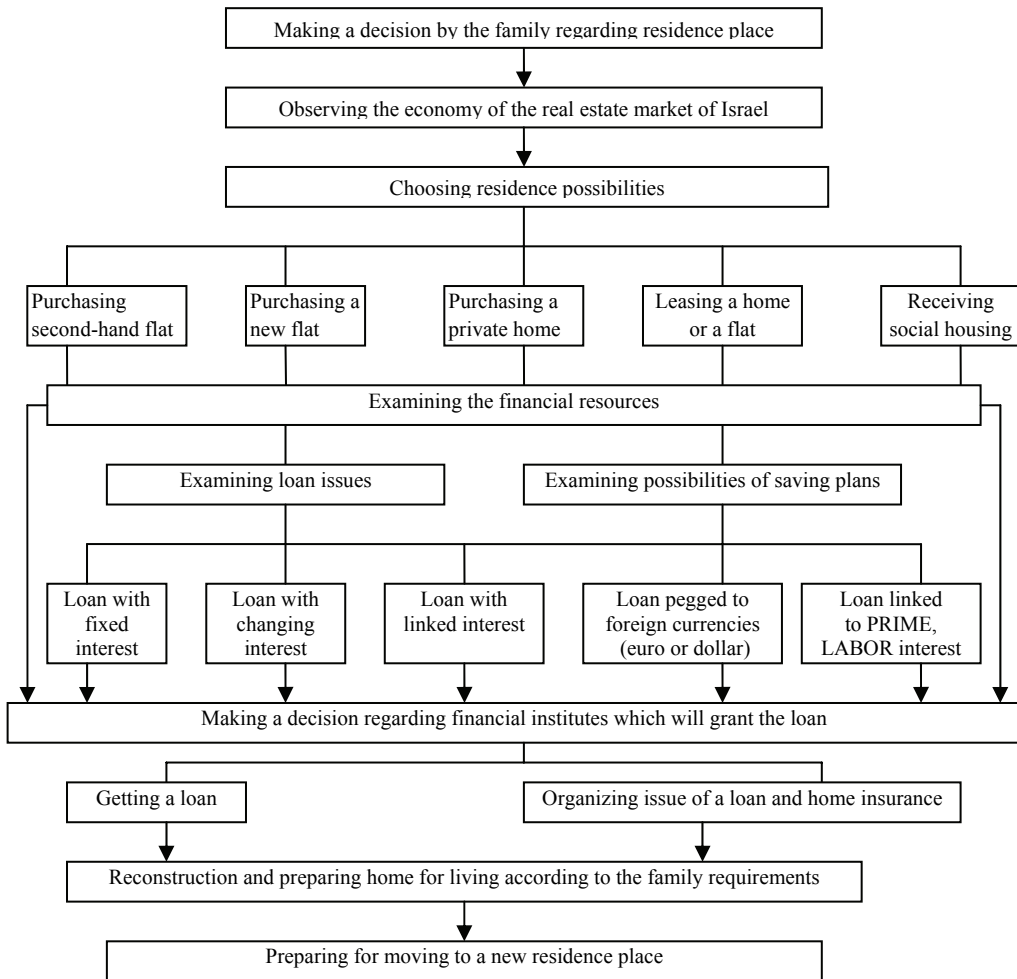 Making a decision by the family regarding residence place
Observing the economy of the real estate market of Israel
Choosing residence possibilities
Purchasing
second-hand flat
Purchasing a
new flat
Purchasing a
private home
Leasing a home
or a flat
Receiving
social housing
Examining the financial resources
Examining loan issues
Examining possibilities of saving plans
Loan with
fixed
interest
Loan with
changing
interest
Loan with
linked interest
Loan pegged to
foreign currencies
(euro or dollar)
Loan linked
to PRIME,
LABOR interest
Making a decision regarding financial institutes which will grant the loan
Getting a loan
Organizing issue of a loan and home insurance
Reconstruction and preparing home for living according to the family requirements
Preparing for moving to a new residence place